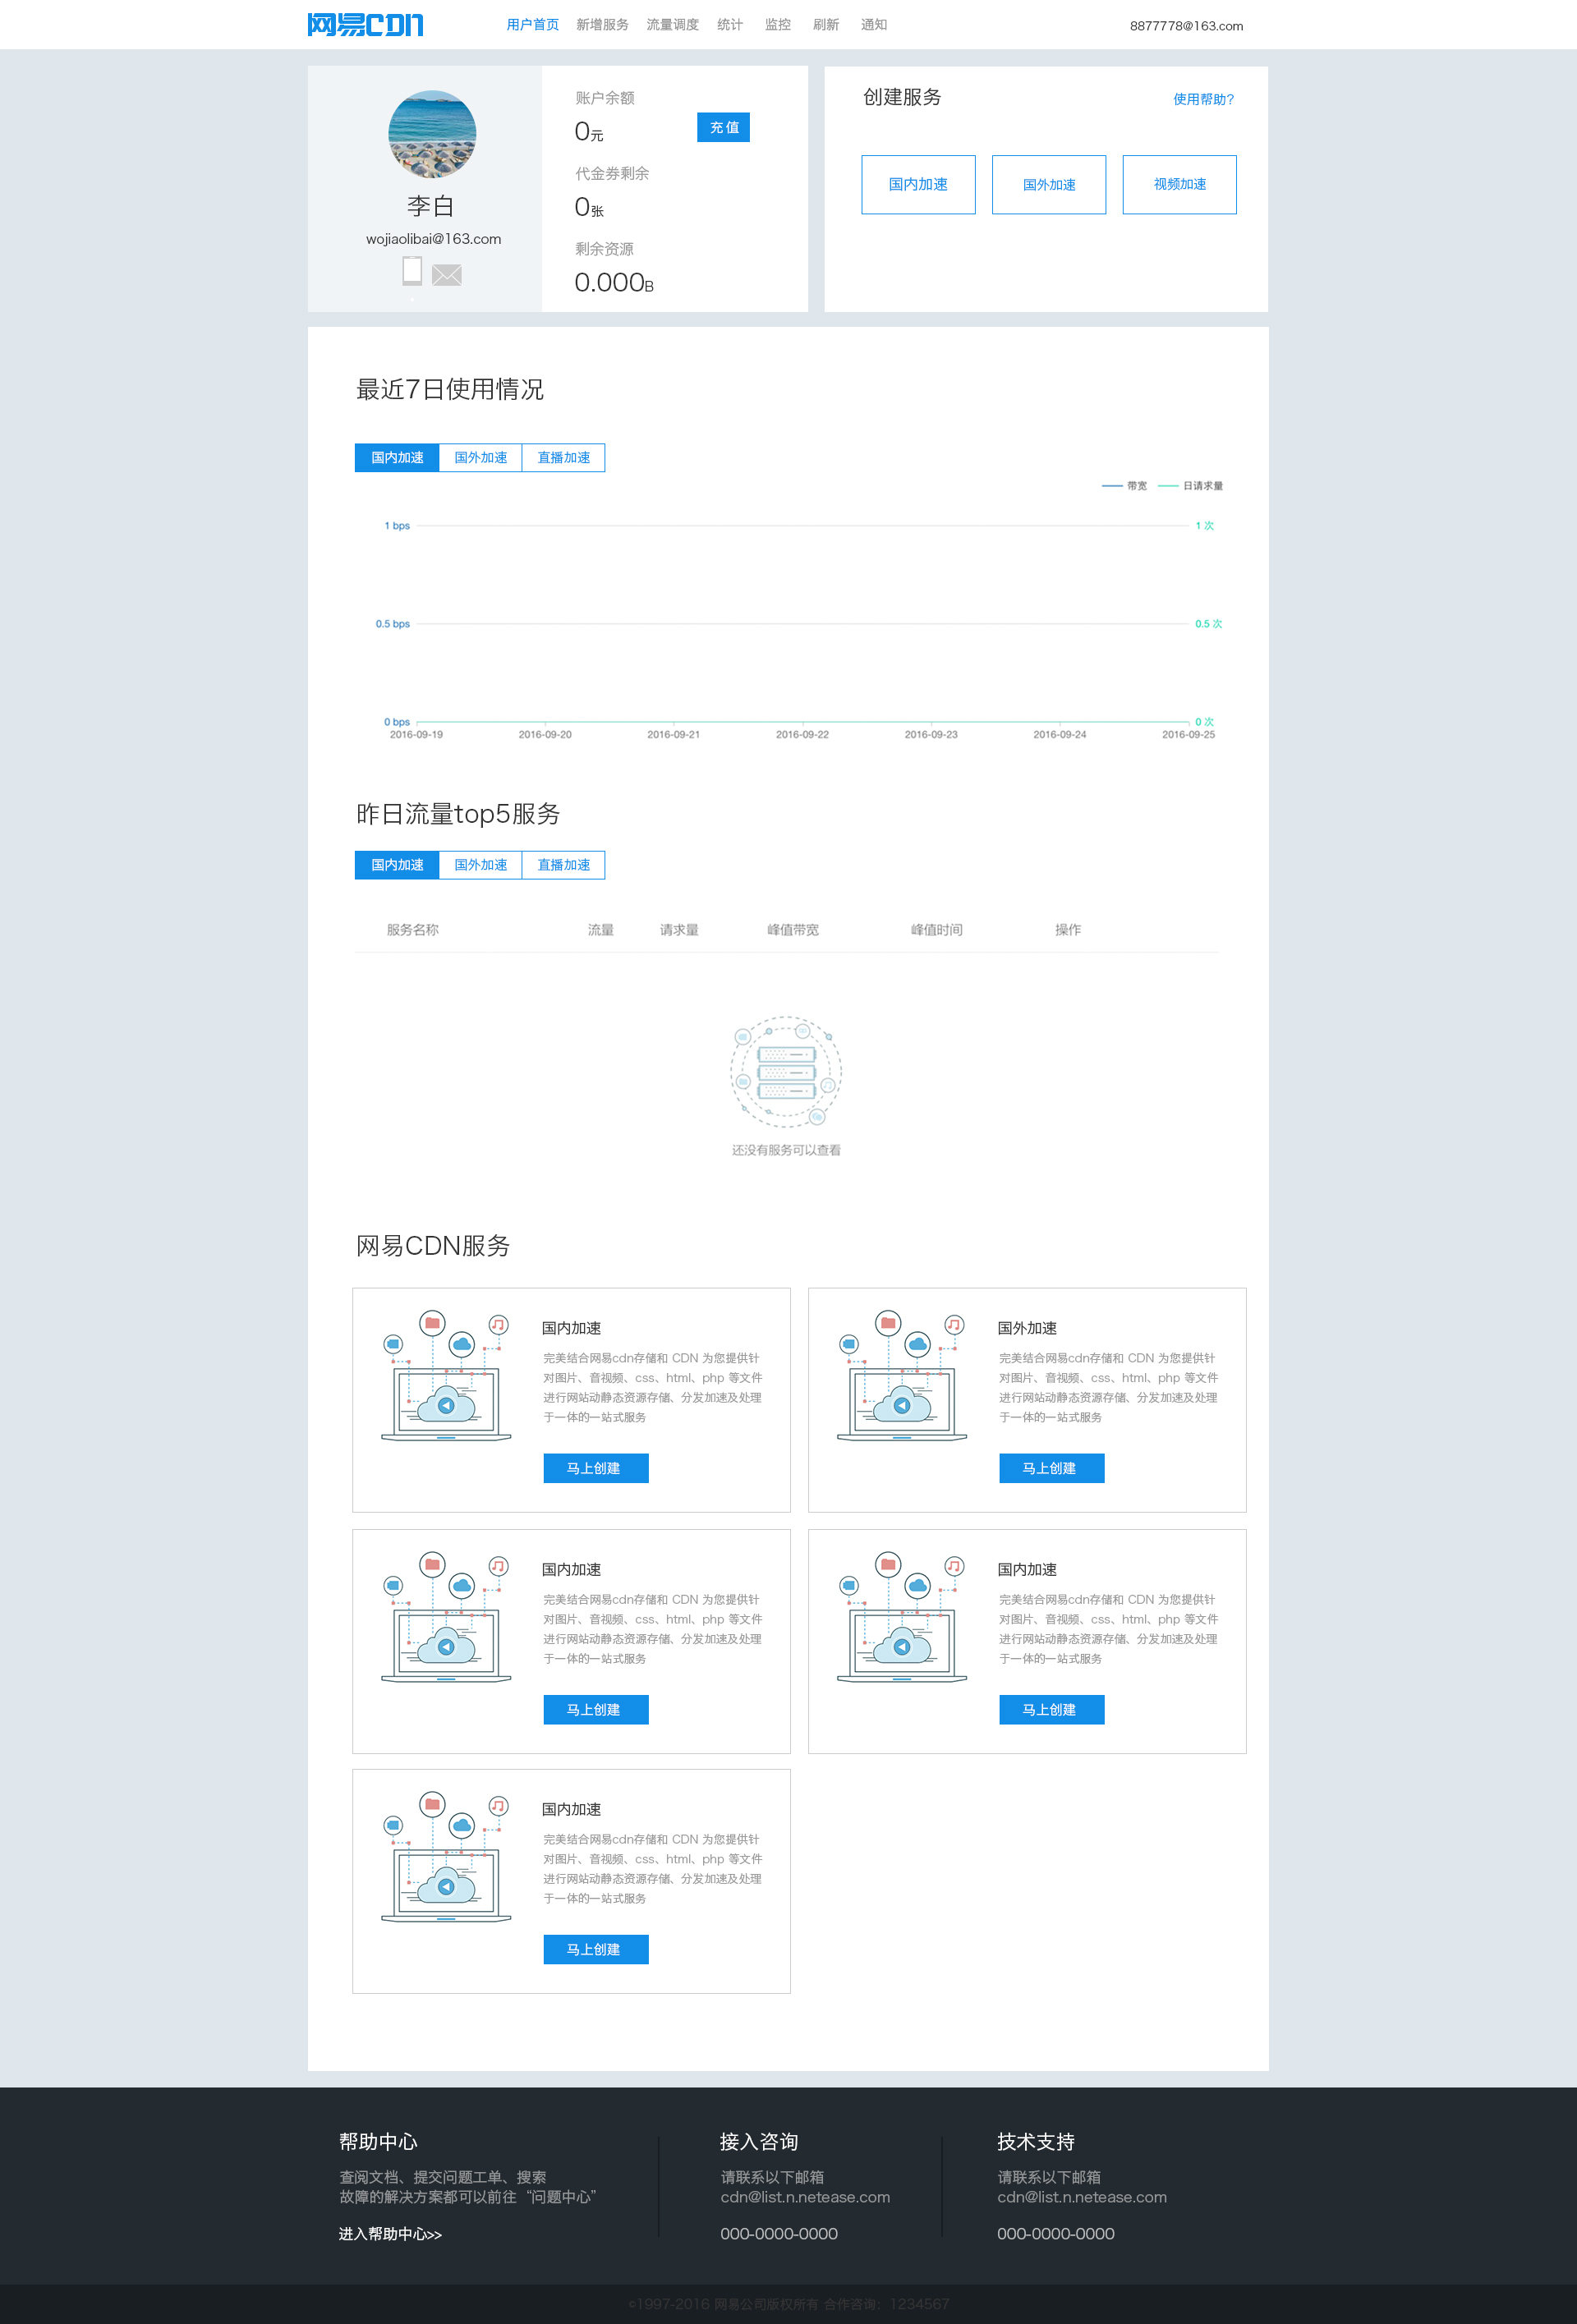 网易CDN
用户首页 新增服务 流量调度 统计 监控 刷新 通知
8877778@163.com
李白
wojiaolibai@163.com
账户余额
0元
充值
代金券剩余
0张
剩余资源
0.000B
创建服务
使用帮助?
国内加速
国外加速
视频加速
最近7日使用情况
国内加速 国外加速 直播加速
带宽 日请求量
1 bps
1 次
0.5 bps
0.5 次
0 bps
0 次
2016-09-19 2016-09-20 2016-09-21 2016-09-22 2016-09-23 2016-09-24 2016-09-25
昨日流量top5服务
国内加速 国外加速 直播加速
服务名称 流量 请求量 峰值带宽 峰值时间 操作
还没有服务可以查看
网易CDN服务
国内加速
完美结合网易cdn存储和 CDN 为您提供针
对图片、音视频、css、html、php 等文件
进行网站动静态资源存储、分发加速及处理
于一体的一站式服务
马上创建
国外加速
完美结合网易cdn存储和 CDN 为您提供针
对图片、音视频、css、html、php 等文件
进行网站动静态资源存储、分发加速及处理
于一体的一站式服务
马上创建
国内加速
完美结合网易cdn存储和 CDN 为您提供针
对图片、音视频、css、html、php 等文件
进行网站动静态资源存储、分发加速及处理
于一体的一站式服务
马上创建
国内加速
完美结合网易cdn存储和 CDN 为您提供针
对图片、音视频、css、html、php 等文件
进行网站动静态资源存储、分发加速及处理
于一体的一站式服务
马上创建
国内加速
完美结合网易cdn存储和 CDN 为您提供针
对图片、音视频、css、html、php 等文件
进行网站动静态资源存储、分发加速及处理
于一体的一站式服务
马上创建
帮助中心
查阅文档、提交问题工单、搜索
故障的解决方案都可以前往“问题中心”
进入帮助中心>>
接入咨询
请联系以下邮箱
cdn@list.n.netease.com
000-0000-0000
技术支持
请联系以下邮箱
cdn@list.n.netease.com
000-0000-0000
©1997-2016 网易公司版权所有 合作咨询：1234567